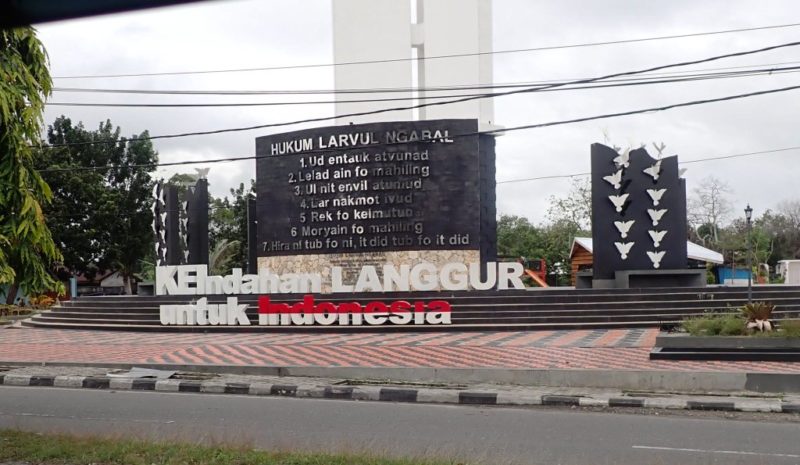 HUKUM LARVUL NGABAL
1. Ud entauk atvunad
2. Lelad ain fo mahiling
3. Ul nit envil atumud
4. Lar nakmot ivud
5. Rek fo kelmutun
6 Moryain fo mahiling
7. Hira ni tub fo ni, it did tub fo it did
KEIndahan LANGGUR
untuk Indonesia